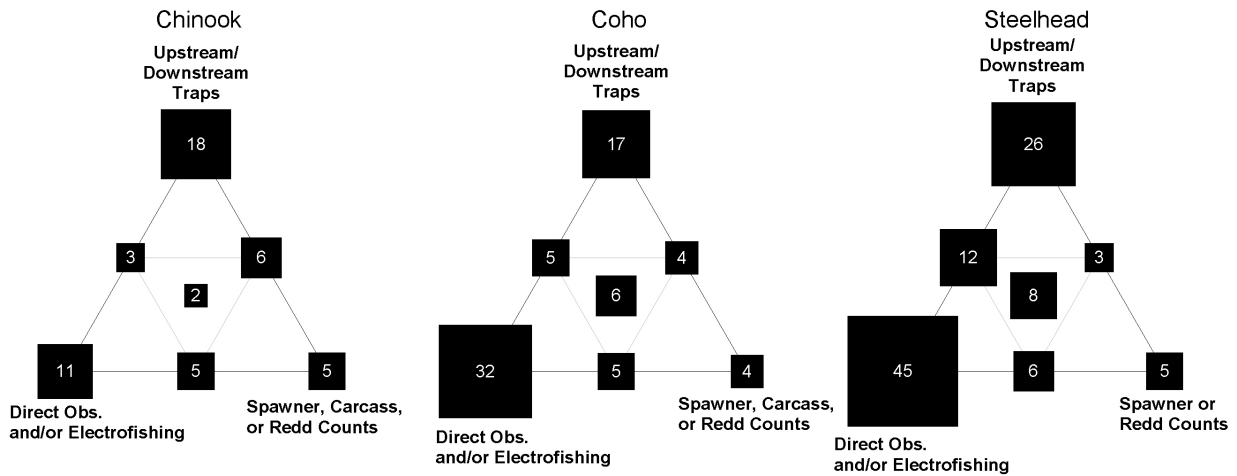 Chinook
Upstream/
Downstream
Traps
18
3
6
2
11
5
5
Direct Obs.
and/or Electrofishing
Spawner, Carcass,
or Redd Counts
Coho
Upstream/
Downstream
Traps
17
5
4
6
32
5
4
Direct Obs.
and/or Electrofishing
Spawner, Carcass,
or Redd Counts
Steelhead
Upstream/
Downstream
Traps
26
12
3
8
45
6
5
Direct Obs.
and/or Electrofishing
Spawner or
Redd Counts